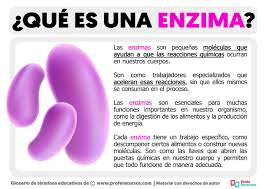 ¿QUÉ ES UNA ENZIMA?
Las enzimas son pequeñas moléculas que
ayudan a que las reacciones químicas ocurran
en nuestros cuerpos.
Son como trabajadores especializados que
aceleran esas reacciones, sin que ellos mismos
se consuman en el proceso.
Las enzimas son esenciales para muchas
funciones importantes en nuestro organismo,
como la digestión de los alimentos y la producción
de energía.
Cada enzima tiene un trabajo específico, como
descomponer ciertos alimentos o construir nuevas
moléculas. Son como las llaves que abren las
puertas químicas en nuestro cuerpo y permiten
que todo funcione de manera adecuada.
Glosario de términos educativos de
www.proferecursos.com | Material con derechos de autor
Profe
Recursos